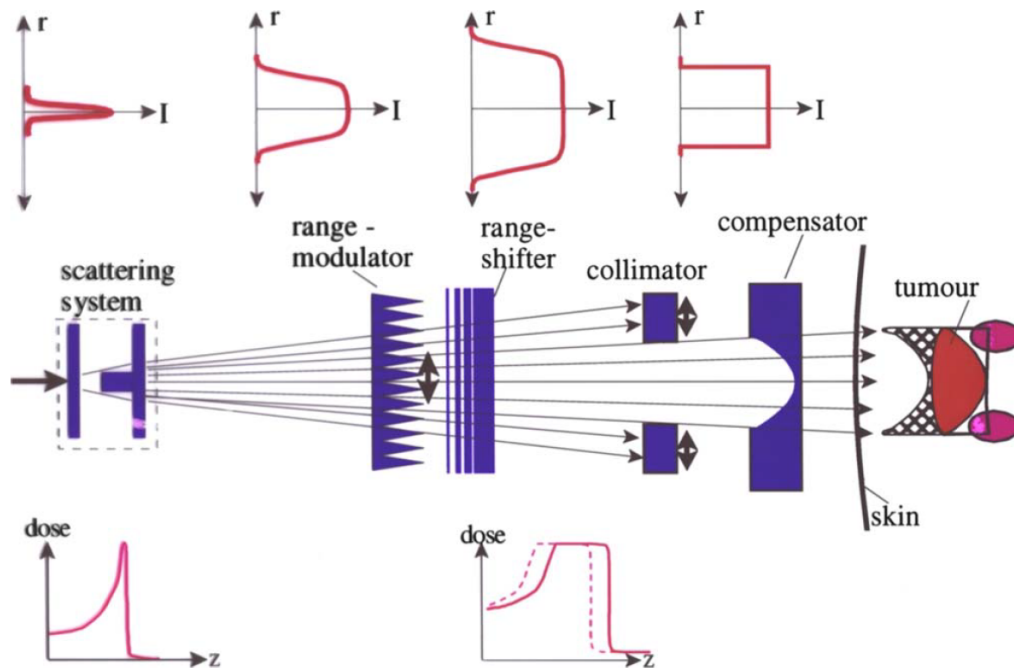 r
r
r
r
I
I
I
I
scattering
system
range -
modulator
range-
shifter
collimator
compensator
tumour
skin
dose
z
dose
z